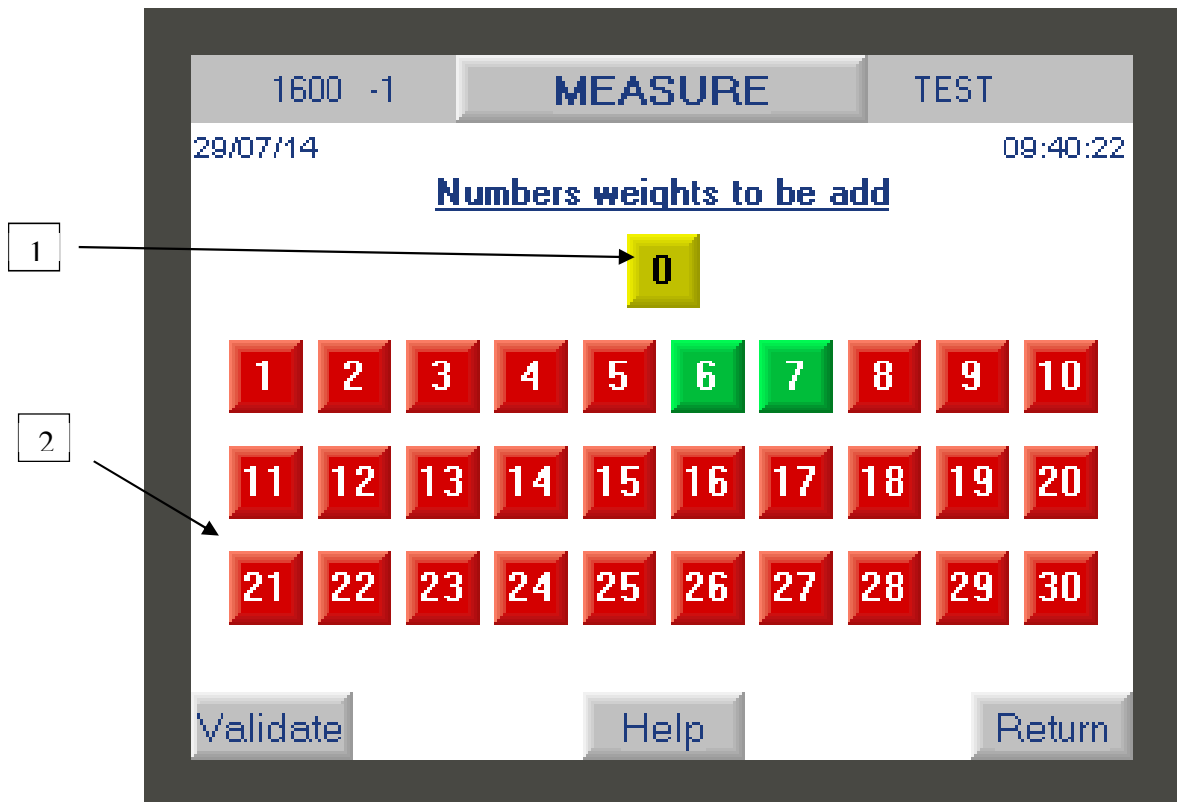 1600 -1 MEASURE TEST
29/07/14 09:40:22
Numbers weights to be add
1
0
1 2 3 4 5 6 7 8 9 10
2
11 12 13 14 15 16 17 18 19 20
21 22 23 24 25 26 27 28 29 30
Validate Help Return